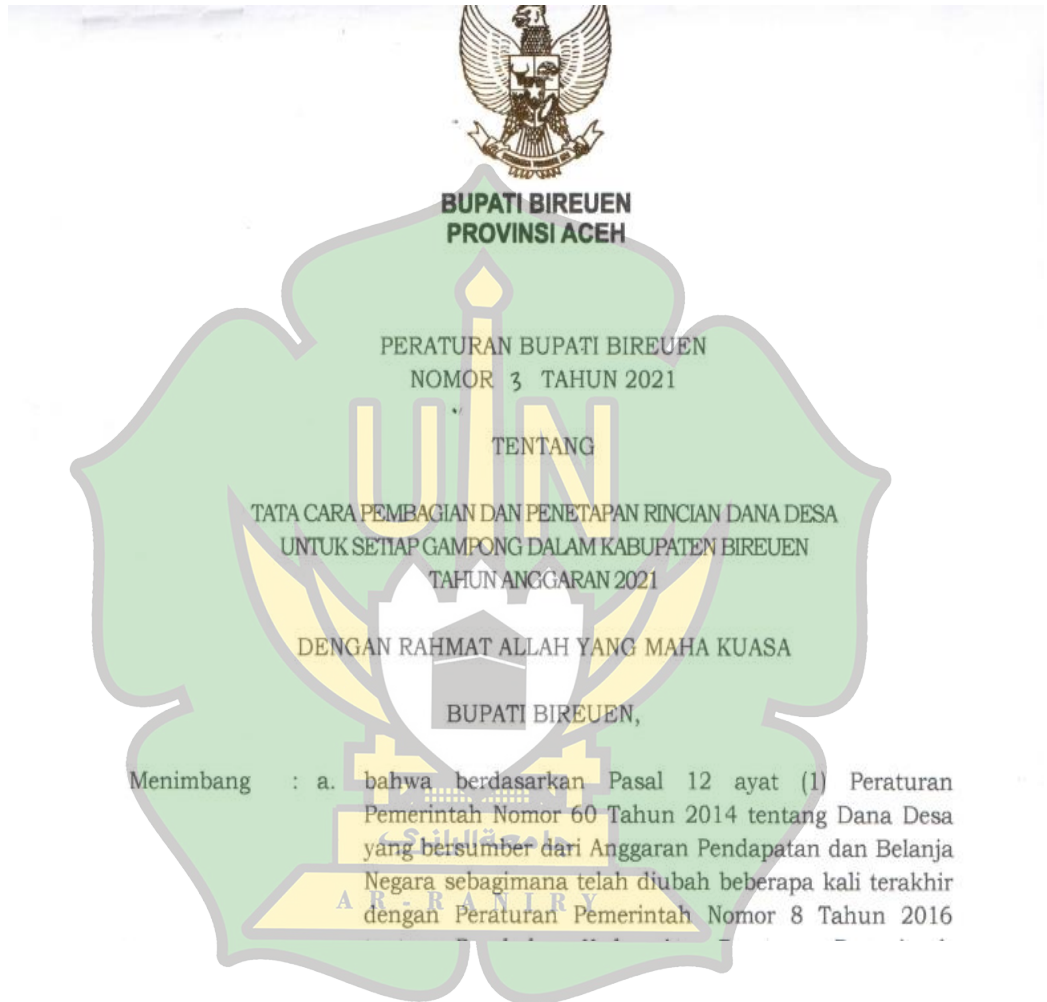 BUPATI BIREUEN
PROVINSI ACEH
PERATURAN BUPATI BIREUEN
NOMOR 3 TAHUN 2021
TENTANG
TATA CARA PEMBAGIAN DAN PENETAPAN RINCIAN DANA DESA
UNTUK SETIAP GAMPONG DALAM KABUPATEN BIREUEN
TAHUN ANGGARAN 2021
DENGAN RAHMAT ALLAH YANG MAHA KUASA
BUPATI BIREUEN,
Menimbang : a. bahwa berdasarkan Pasal 12 ayat (1) Peraturan
Pemerintah Nomor 60 Tahun 2014 tentang Dana Desa
yang bersumber dari Anggaran Pendapatan dan Belanja
Negara sebagimana telah diubah beberapa kali terakhir
dengan Peraturan Pemerintah Nomor 8 Tahun 2016
UIN
جامعة الرانري
AR-RANIRY